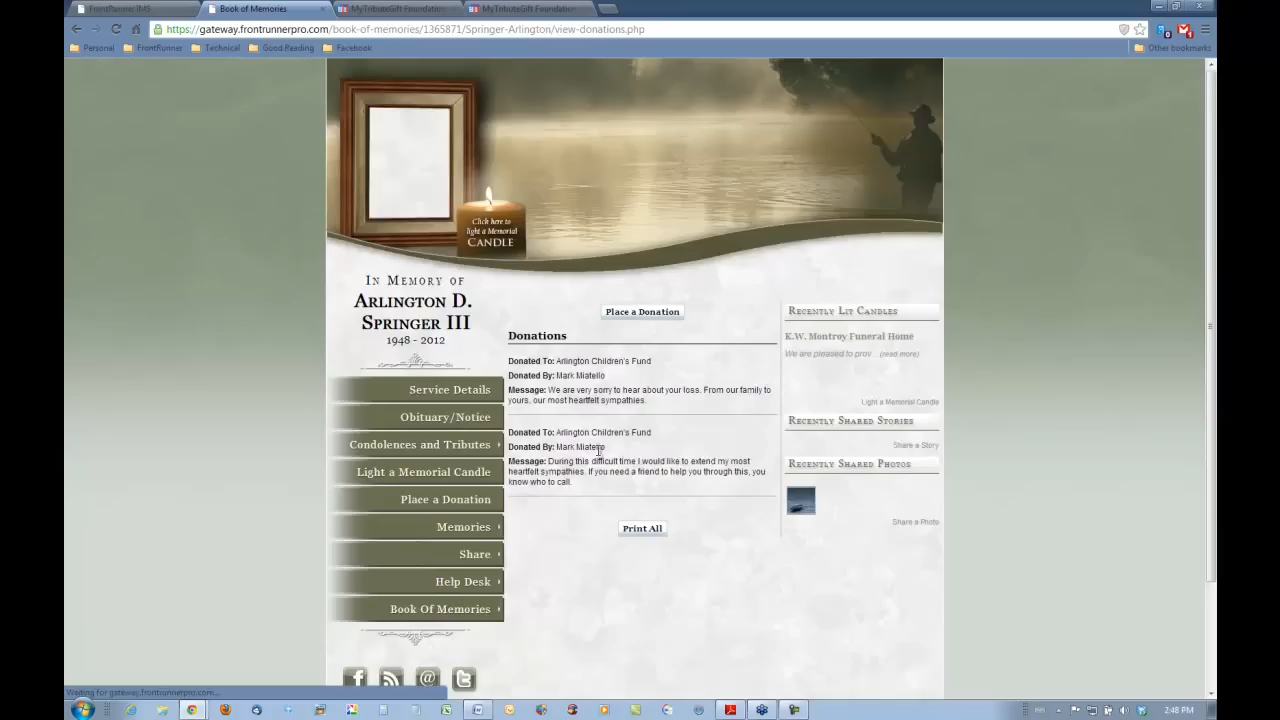 FrontRunner IMS
Book of Memories
MyTributeGift Foundation
MyTributeGift Foundation
https://gateway.frontrunnerpro.com/book-of-memories/1365871/Springer-Arlington/view-donations.php
Personal FrontRunner Technical Good Reading Facebook Other bookmarks
Click here to
light a Memorial
CANDLE
In Memory of
Arlington D.
Springer III
1948 - 2012
Service Details
Obituary/Notice
Condolences and Tributes
Light a Memorial Candle
Place a Donation
Memories
Share
Help Desk
Book Of Memories
Place a Donation
Donations
Donated To: Arlington Children's Fund
Donated By: Mark Miatello
Message: We are very sorry to hear about your loss. From our family to
yours, our most heartfelt sympathies.
Donated To: Arlington Children's Fund
Donated By: Mark Miatello
Message: During this difficult time I would like to extend my most
heartfelt sympathies. If you need a friend to help you through this, you
know who to call.
Print All
Recently Lit Candles
K.W. Montroy Funeral Home
We are pleased to prov... (read more)
Light a Memorial Candle
Recently Shared Stories
Share a Story
Recently Shared Photos
Share a Photo
Waiting for gateway.frontrunnerpro.com...
2:48 PM